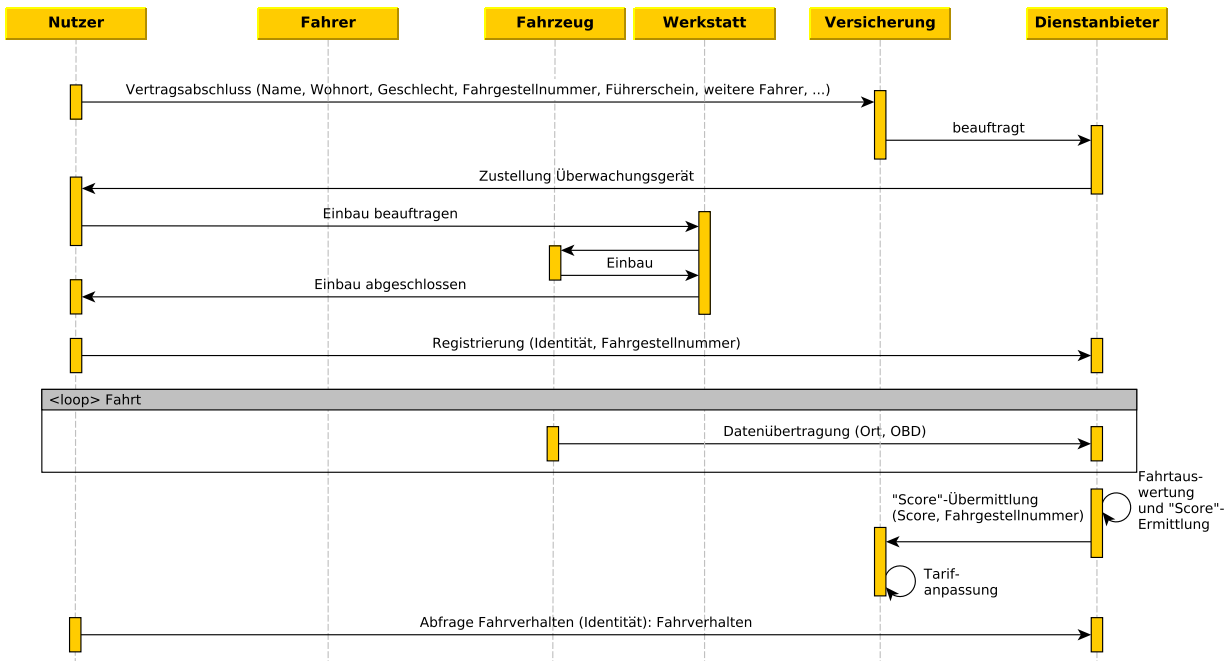 Nutzer
Fahrer
Fahrzeug
Werkstatt
Versicherung
Dienstanbieter
Vertragsabschluss (Name, Wohnort, Geschlecht, Fahrgestellnummer, Führerschein, weitere Fahrer, ...)
beauftragt
Zustellung Überwachungsgerät
Einbau beauftragen
Einbau
Einbau abgeschlossen
Registrierung (Identität, Fahrgestellnummer)
<loop> Fahrt
Datenübertragung (Ort, OBD)
Fahrtaus-
wertung
und "Score"-
Ermittlung
"Score"-Übermittlung
(Score, Fahrgestellnummer)
Tarif-
anpassung
Abfrage Fahrverhalten (Identität): Fahrverhalten